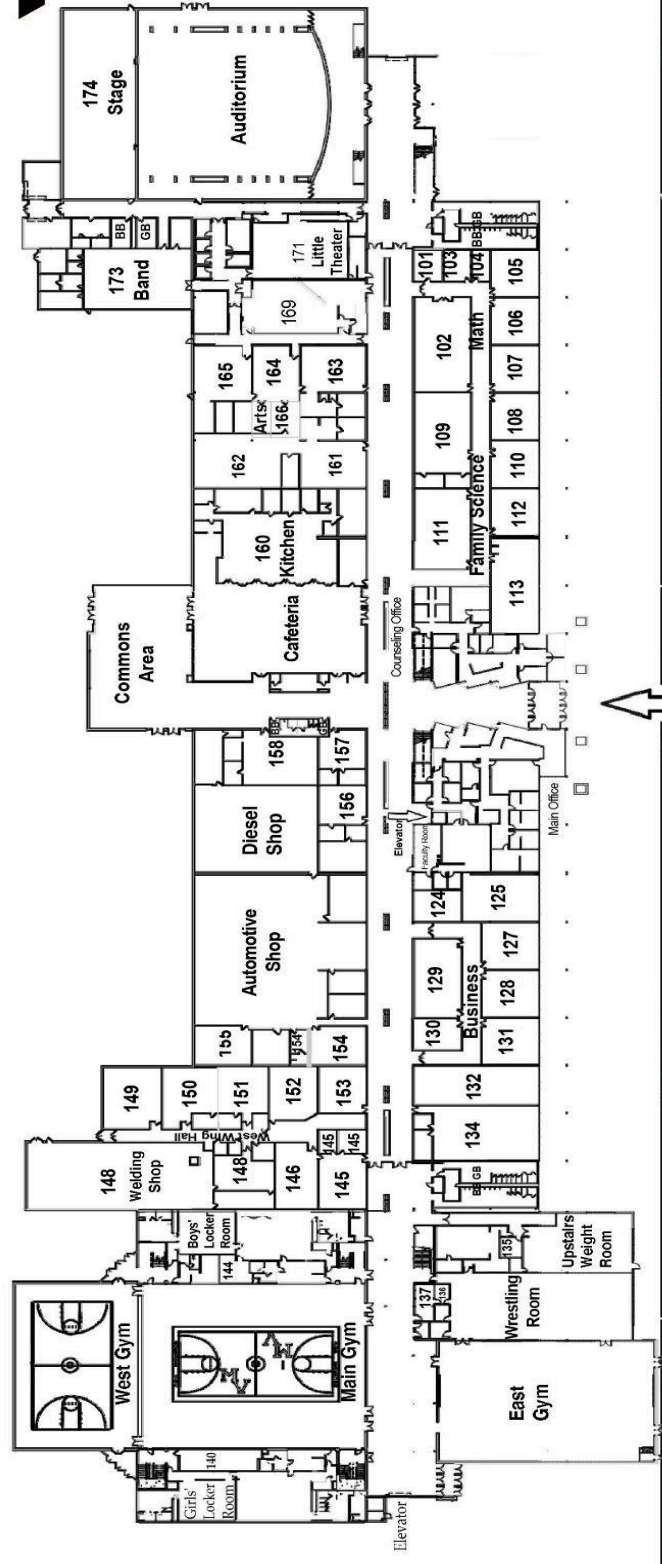 West Gym
Main Gym
Girls'
Locker
Room
140
Elevator
Boys'
Locker
Room
144
148
Welding
Shop
148
146
145
145
145
West Wing Hall
149
150
151
152
153
155
154
154
Automotive
Shop
Diesel
Shop
158
157
156
BB
GB
Commons
Area
Cafeteria
160
Kitchen
162
161
Arts
166
165
164
163
169
171
Little
Theater
173
Band
BB
GB
174
Stage
Auditorium
East
Gym
Wrestling
Room
137
136
135
Upstairs
Weight
Room
BB
GB
134
132
130
129
Business
131
128
127
124
125
Faculty Room
Elevator
Main Office
Counseling Office
111
109
102
Family Science
Math
113
112
110
108
107
106
105
101
103
104
BB
GB